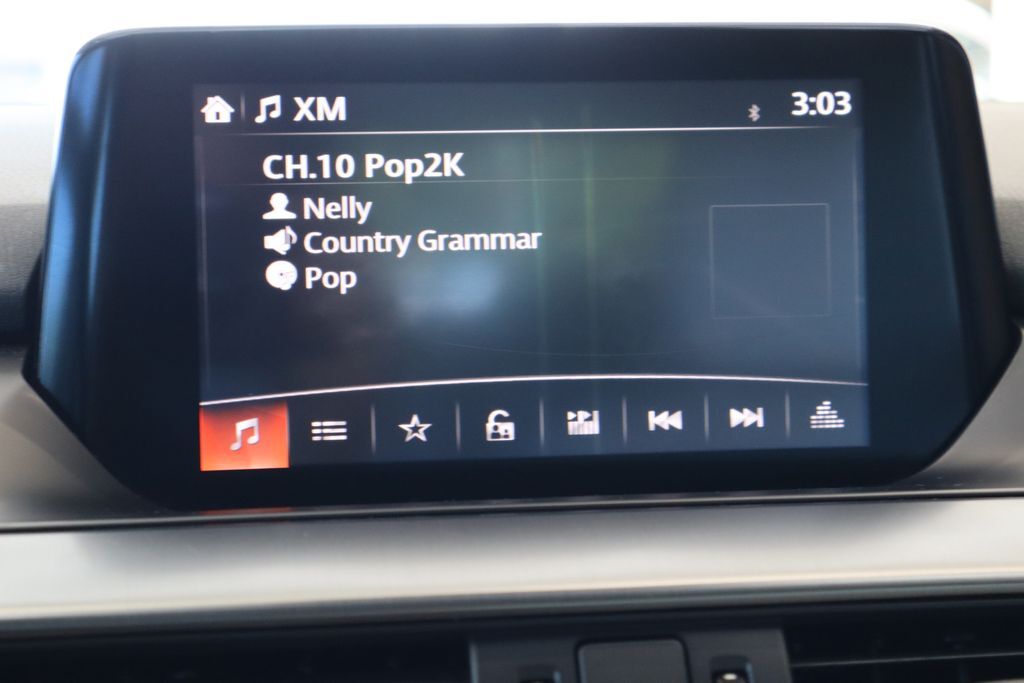 XM
3:03
CH.10 Pop2K
Nelly
Country Grammar
Pop